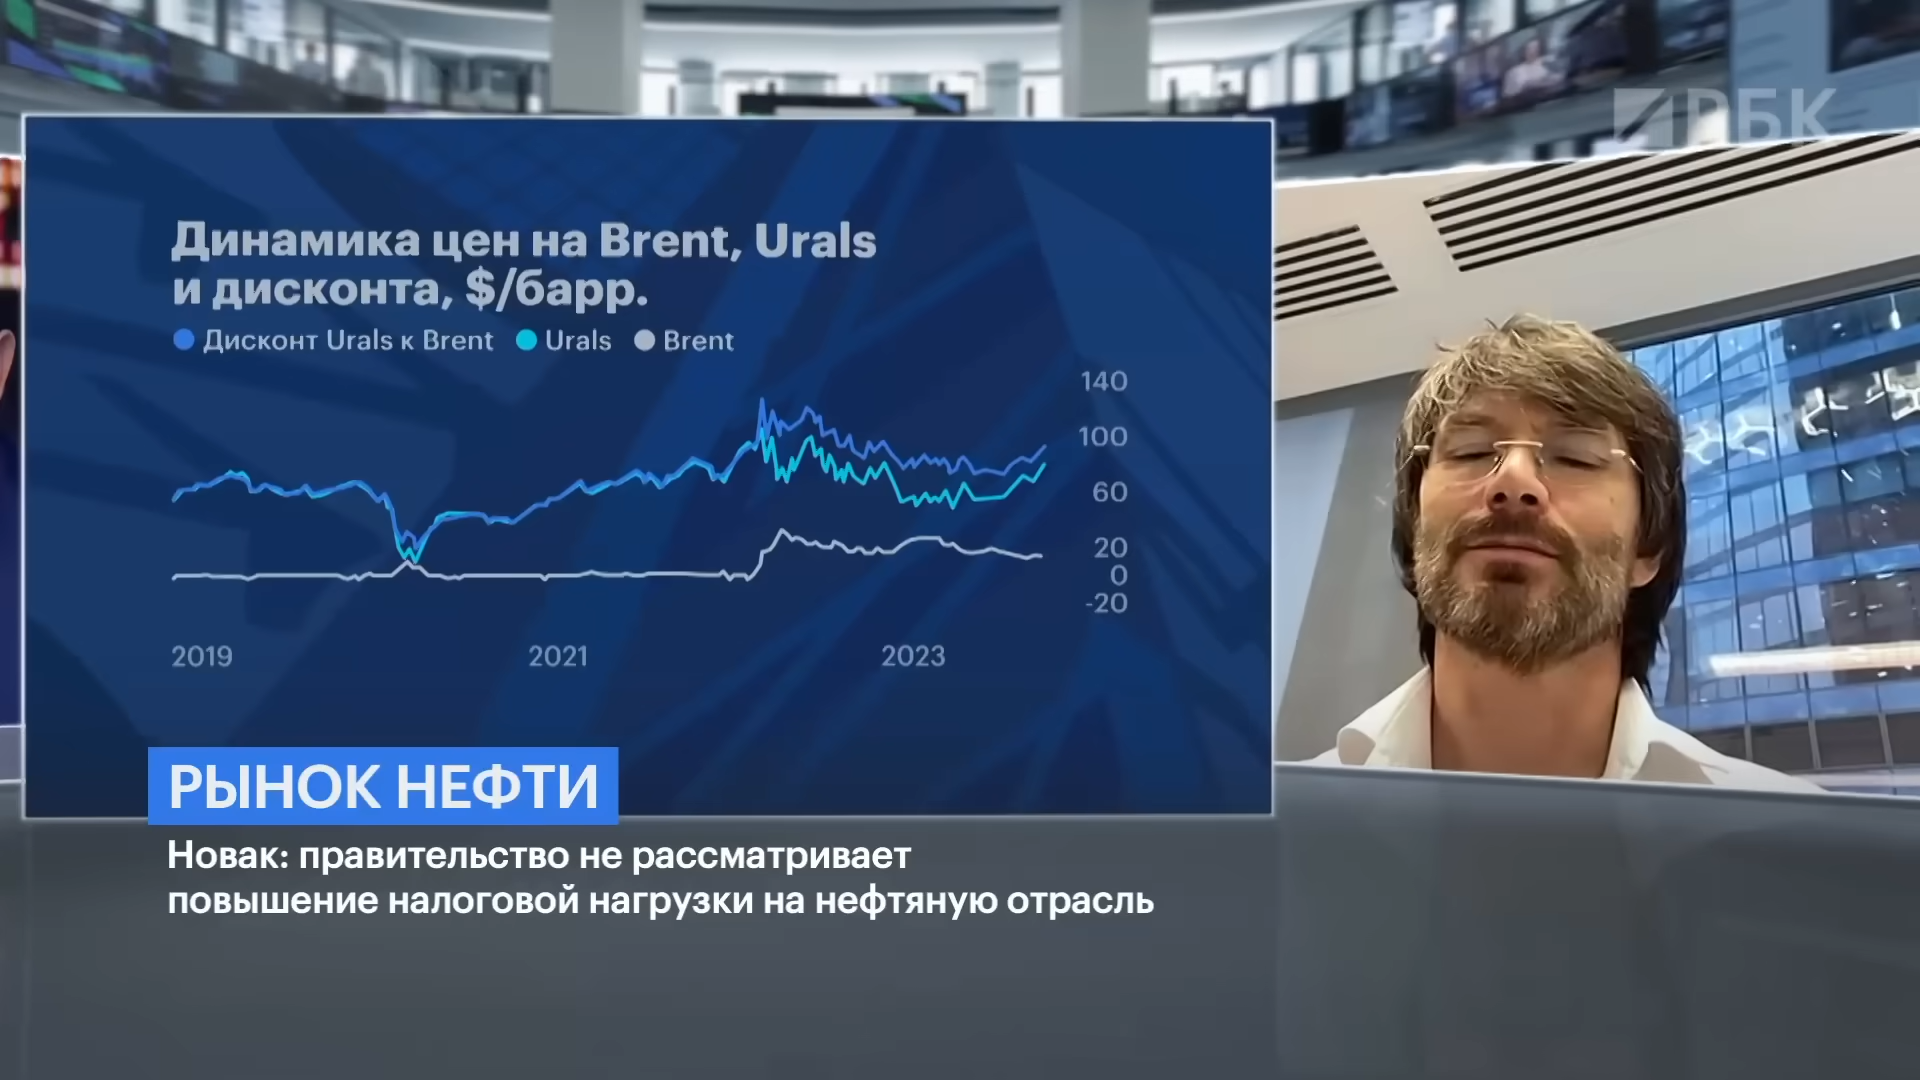 РБК
Динамика цен на Brent, Urals
и дисконта, $/барр.
Дисконт Urals к Brent Urals Brent
140
100
60
20
0
-20
2019 2021 2023
РЫНОК НЕФТИ
Новак: правительство не рассматривает
повышение налоговой нагрузки на нефтяную отрасль